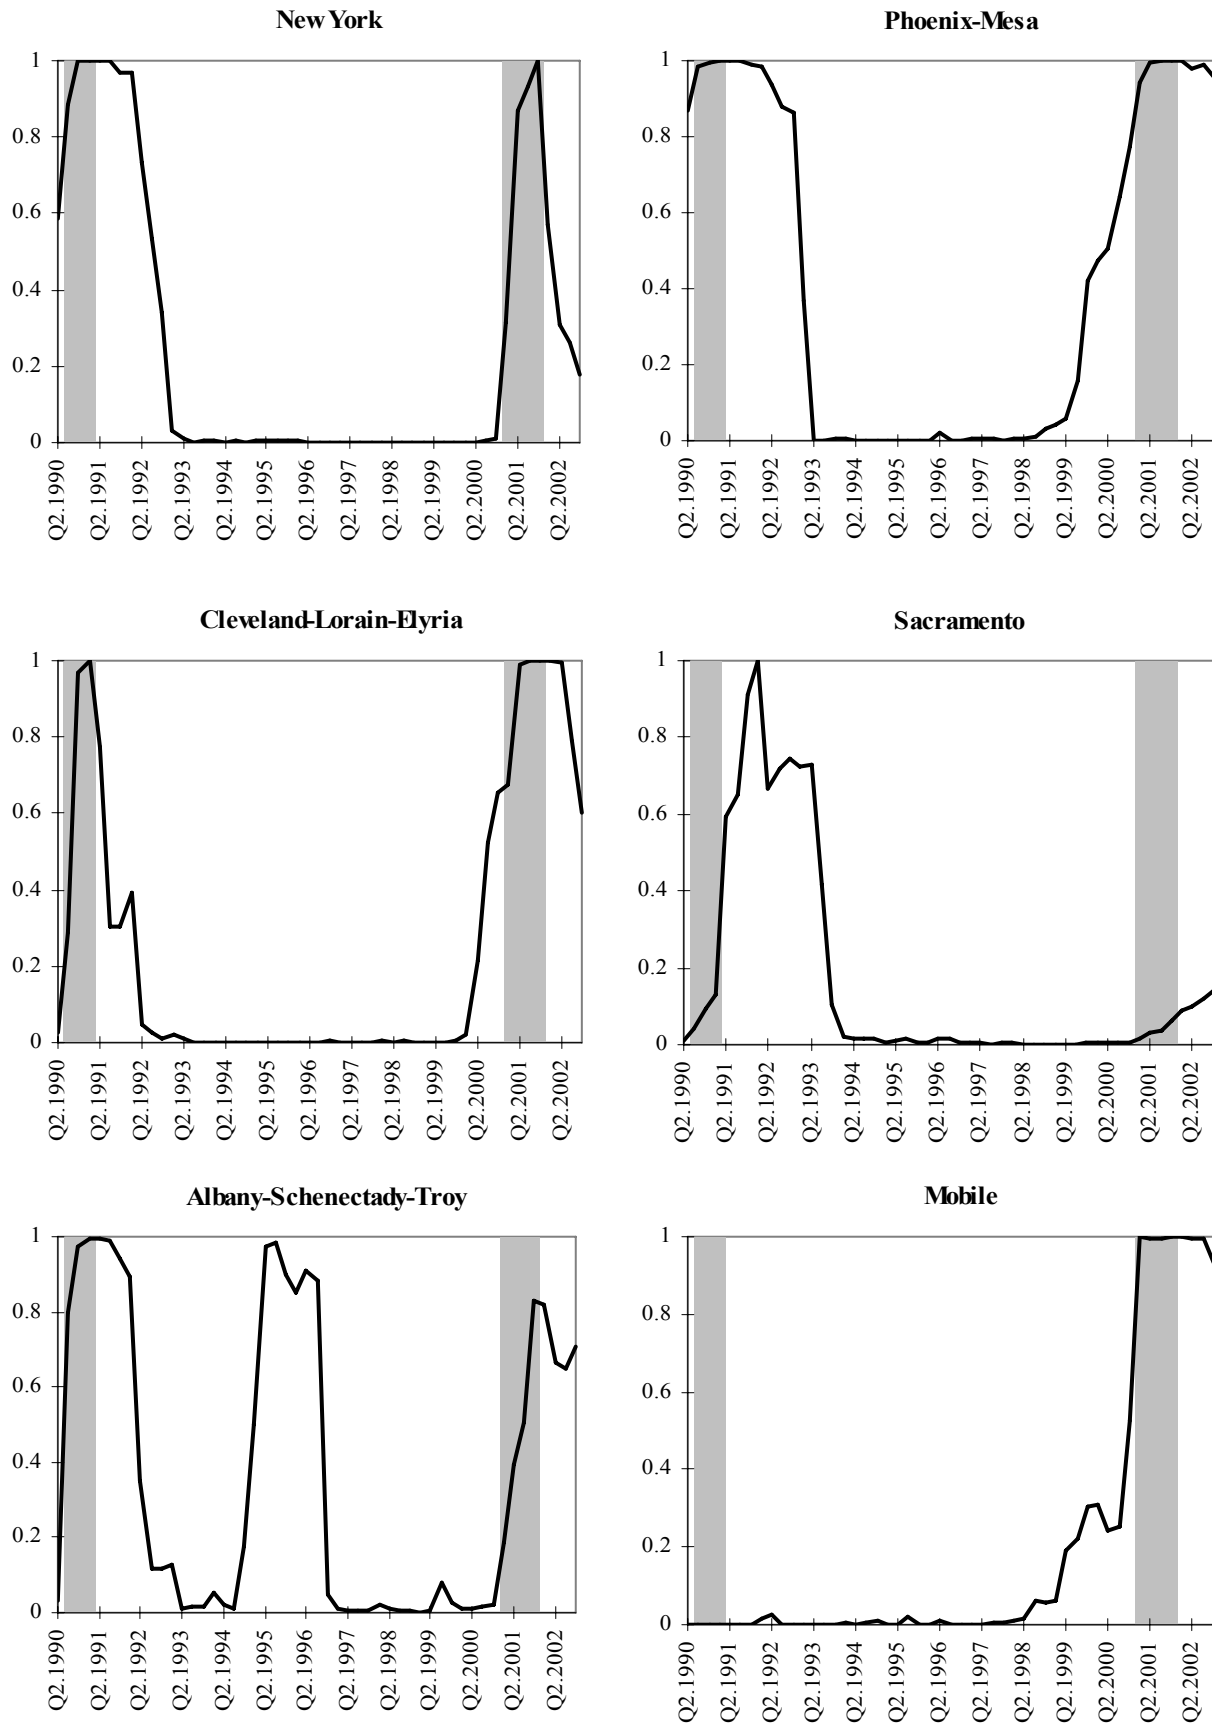 New York
1
0.8
0.6
0.4
0.2
0
Q2.1990
Q2.1991
Q2.1992
Q2.1993
Q2.1994
Q2.1995
Q2.1996
Q2.1997
Q2.1998
Q2.1999
Q2.2000
Q2.2001
Q2.2002
Phoenix-Mesa
1
0.8
0.6
0.4
0.2
0
Q2.1990
Q2.1991
Q2.1992
Q2.1993
Q2.1994
Q2.1995
Q2.1996
Q2.1997
Q2.1998
Q2.1999
Q2.2000
Q2.2001
Q2.2002
Cleveland-Lorain-Elyria
1
0.8
0.6
0.4
0.2
0
Q2.1990
Q2.1991
Q2.1992
Q2.1993
Q2.1994
Q2.1995
Q2.1996
Q2.1997
Q2.1998
Q2.1999
Q2.2000
Q2.2001
Q2.2002
Sacramento
1
0.8
0.6
0.4
0.2
0
Q2.1990
Q2.1991
Q2.1992
Q2.1993
Q2.1994
Q2.1995
Q2.1996
Q2.1997
Q2.1998
Q2.1999
Q2.2000
Q2.2001
Q2.2002
Albany-Schenectady-Troy
1
0.8
0.6
0.4
0.2
0
Q2.1990
Q2.1991
Q2.1992
Q2.1993
Q2.1994
Q2.1995
Q2.1996
Q2.1997
Q2.1998
Q2.1999
Q2.2000
Q2.2001
Q2.2002
Mobile
1
0.8
0.6
0.4
0.2
0
Q2.1990
Q2.1991
Q2.1992
Q2.1993
Q2.1994
Q2.1995
Q2.1996
Q2.1997
Q2.1998
Q2.1999
Q2.2000
Q2.2001
Q2.2002